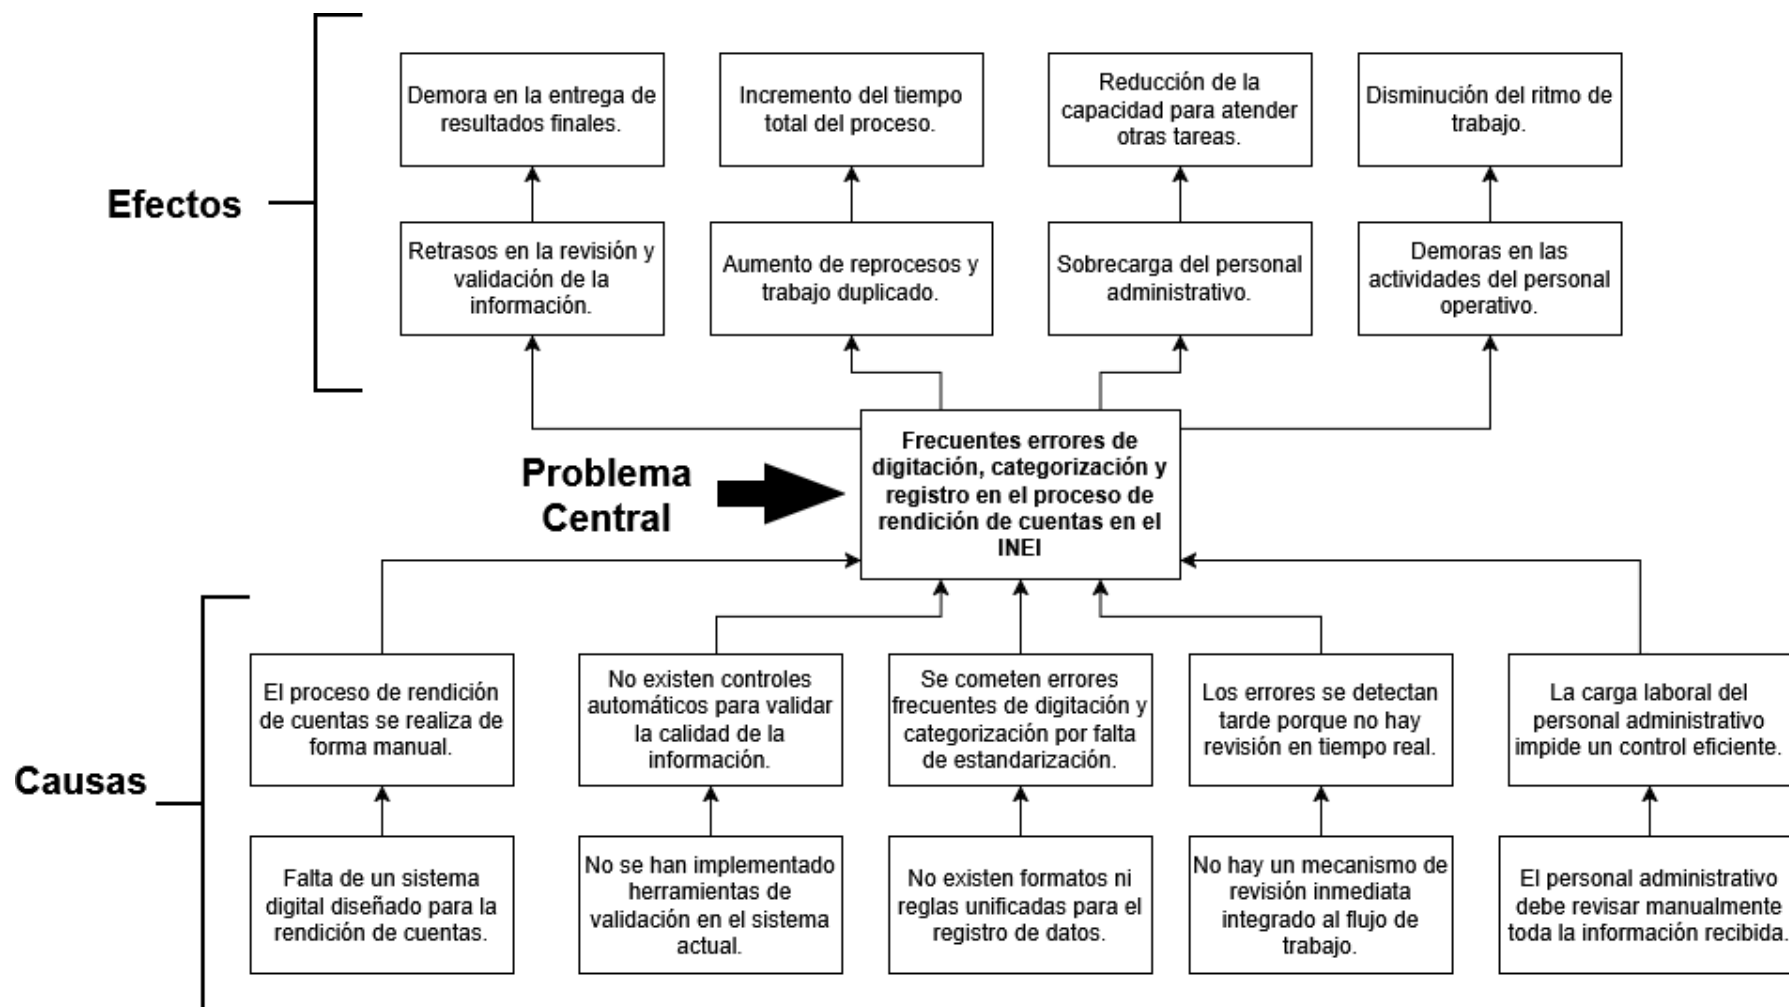 Efectos
Demora en la entrega de
resultados finales.
Incremento del tiempo
total del proceso.
Reducción de la
capacidad para atender
otras tareas.
Disminución del ritmo de
trabajo.
Retrasos en la revisión y
validación de la
información.
Aumento de reprocesos y
trabajo duplicado.
Sobrecarga del personal
administrativo.
Demoras en las
actividades del personal
operativo.
Problema
Central
Frecuentes errores de
digitación, categorización y
registro en el proceso de
rendición de cuentas en el
INEI
Causas
El proceso de rendición
de cuentas se realiza de
forma manual.
No existen controles
automáticos para validar
la calidad de la
información.
Se cometen errores
frecuentes de digitación y
categorización por falta
de estandarización.
Los errores se detectan
tarde porque no hay
revisión en tiempo real.
La carga laboral del
personal administrativo
impide un control eficiente.
Falta de un sistema
digital diseñado para la
rendición de cuentas.
No se han implementado
herramientas de
validación en el sistema
actual.
No existen formatos ni
reglas unificadas para el
registro de datos.
No hay un mecanismo de
revisión inmediata
integrado al flujo de
trabajo.
El personal administrativo
debe revisar manualmente
toda la información recibida.